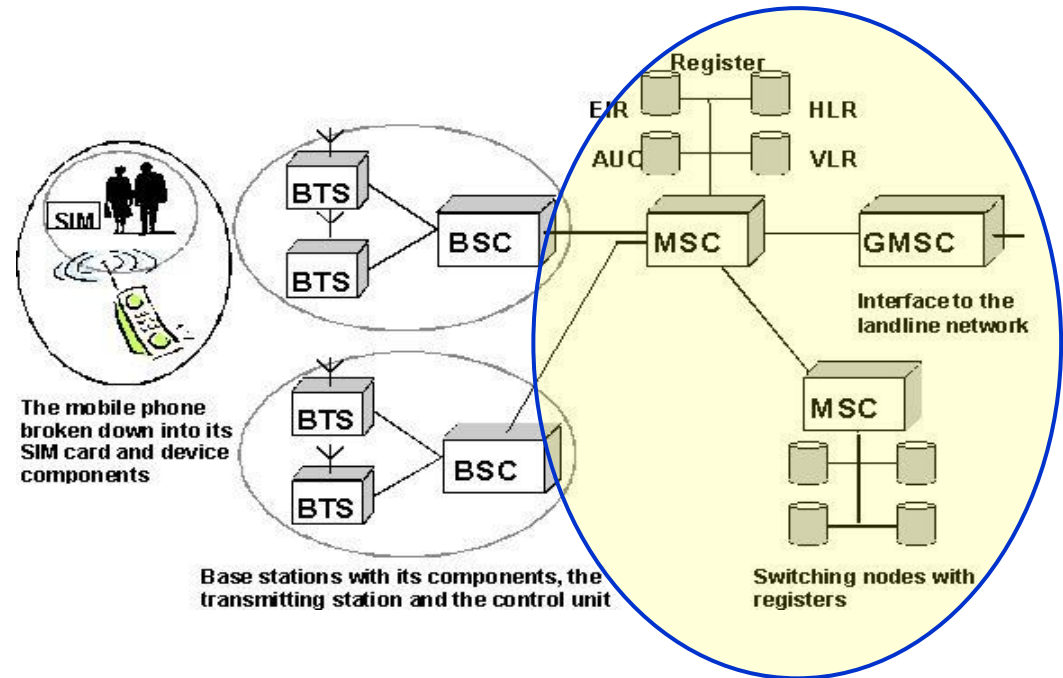 Register
EIR
HLR
AUC
VLR
SIM
BTS
BTS
BSC
MSC
GMSC
Interface to the
landline network
The mobile phone
broken down into its
SIM card and device
components
BTS
BTS
BSC
MSC
Base stations with its components, the
transmitting station and the control unit
Switching nodes with
registers